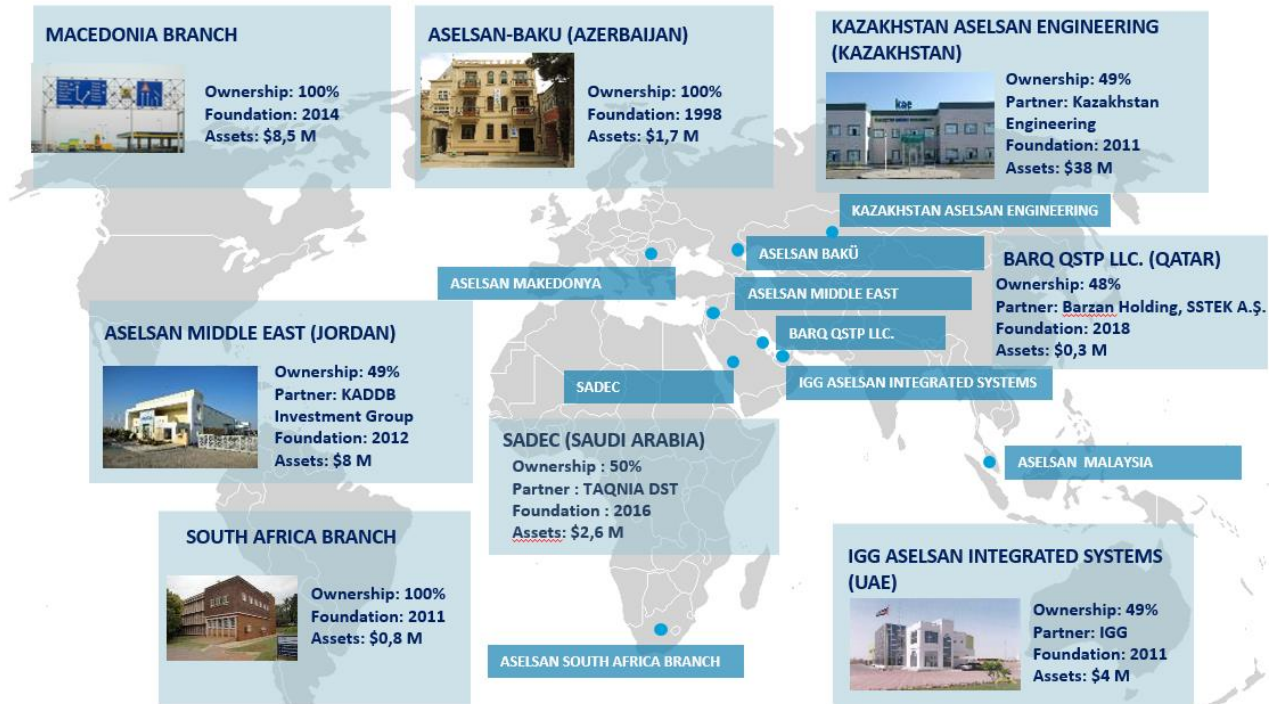 MACEDONIA BRANCH
Ownership: 100%
Foundation: 2014
Assets: $8,5 M
ASELSAN-BAKU (AZERBAIJAN)
Ownership: 100%
Foundation: 1998
Assets: $1,7 M
KAZAKHSTAN ASELSAN ENGINEERING
(KAZAKHSTAN)
kae
Ownership: 49%
Partner: Kazakhstan
Engineering
Foundation: 2011
Assets: $38 M
KAZAKHSTAN ASELSAN ENGINEERING
ASELSAN BAKÜ
ASELSAN MAKEDONYA
ASELSAN MIDDLE EAST
BARQ QSTP LLC.
SADEC
IGG ASELSAN INTEGRATED SYSTEMS
BARQ QSTP LLC. (QATAR)
Ownership: 48%
Partner: Barzan Holding, SSTEK A.Ş.
Foundation: 2018
Assets: $0,3 M
ASELSAN MIDDLE EAST (JORDAN)
Ownership: 49%
Partner: KADDB
Investment Group
Foundation: 2012
Assets: $8 M
SADEC (SAUDI ARABIA)
Ownership : 50%
Partner : TAQNIA DST
Foundation : 2016
Assets: $2,6 M
ASELSAN MALAYSIA
SOUTH AFRICA BRANCH
Ownership: 100%
Foundation: 2011
Assets: $0,8 M
ASELSAN SOUTH AFRICA BRANCH
IGG ASELSAN INTEGRATED SYSTEMS
(UAE)
Ownership: 49%
Partner: IGG
Foundation: 2011
Assets: $4 M